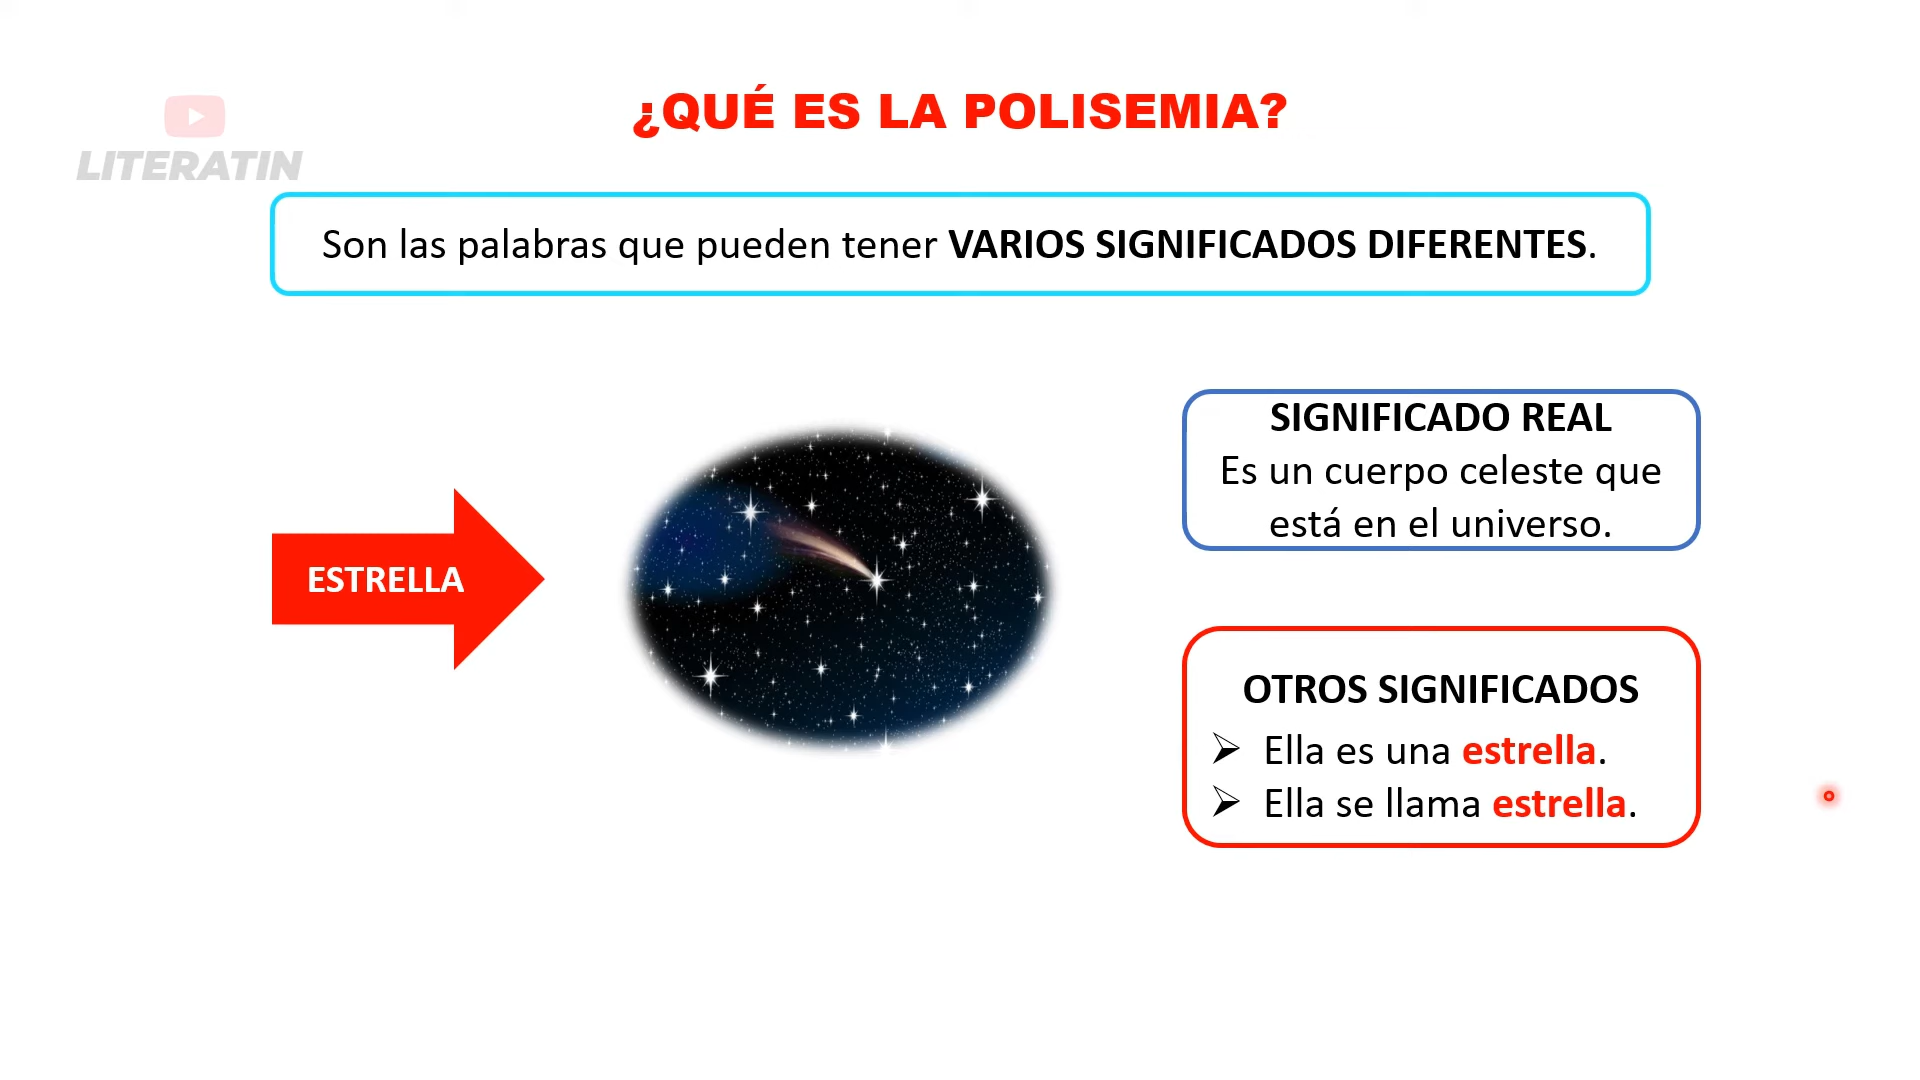 LITERATIN
¿QUÉ ES LA POLISEMIA?
Son las palabras que pueden tener VARIOS SIGNIFICADOS DIFERENTES.
ESTRELLA
SIGNIFICADO REAL
Es un cuerpo celeste que
está en el universo.
OTROS SIGNIFICADOS
➢ Ella es una estrella.
➢ Ella se llama estrella.